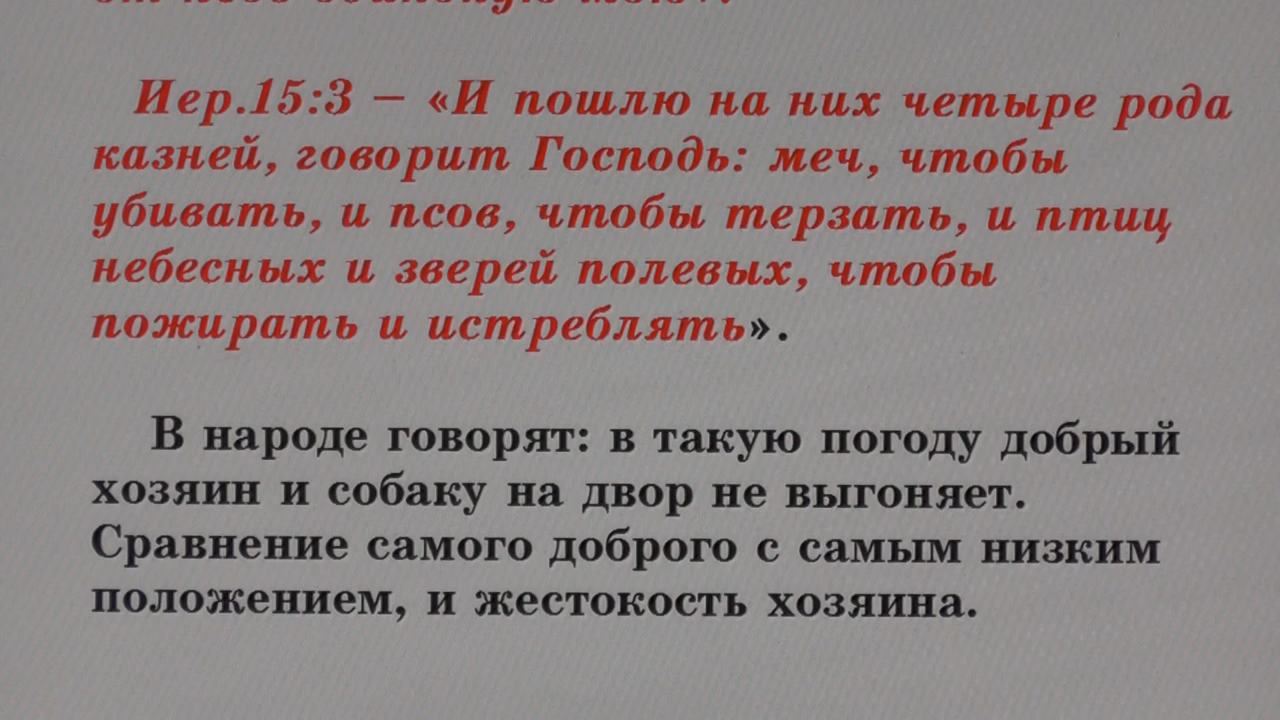 Иер.15:3 – «И пошлю на них четыре рода
казней, говорит Господь: меч, чтобы
убивать, и псов, чтобы терзать, и птиц
небесных и зверей полевых, чтобы
пожирать и истреблять».
В народе говорят: в такую погоду добрый
хозяин и собаку на двор не выгоняет.
Сравнение самого доброго с самым низким
положением, и жестокость хозяина.